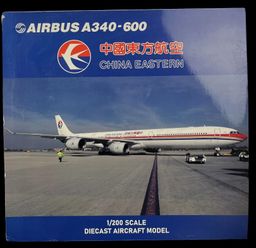 AIRBUS A340-600
中國東方航空
CHINA EASTERN
1/200 SCALE
DIECAST AIRCRAFT MODEL